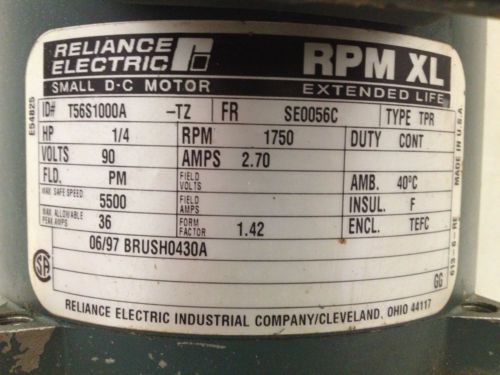 RELIANCE
ELECTRIC
RPM XL
SMALL D-C MOTOR
EXTENDED LIFE
ID# T56S1000A -TZ FR SE0056C TYPE TPR
HP 1/4 RPM 1750 DUTY CONT
VOLTS 90 AMPS 2.70
FLD. PM FIELD VOLTS AMB. 40°C
MAX SAFE SPEED 5500 FIELD AMPS INSUL. F
MAX ALLOWABLE PEAK AMPS 36 FORM FACTOR 1.42 ENCL. TEFC
06/97 BRUSH0430A
GG
RELIANCE ELECTRIC INDUSTRIAL COMPANY/CLEVELAND, OHIO 44117
E54825
MADE IN U.S.A.
613-6-RE
SA